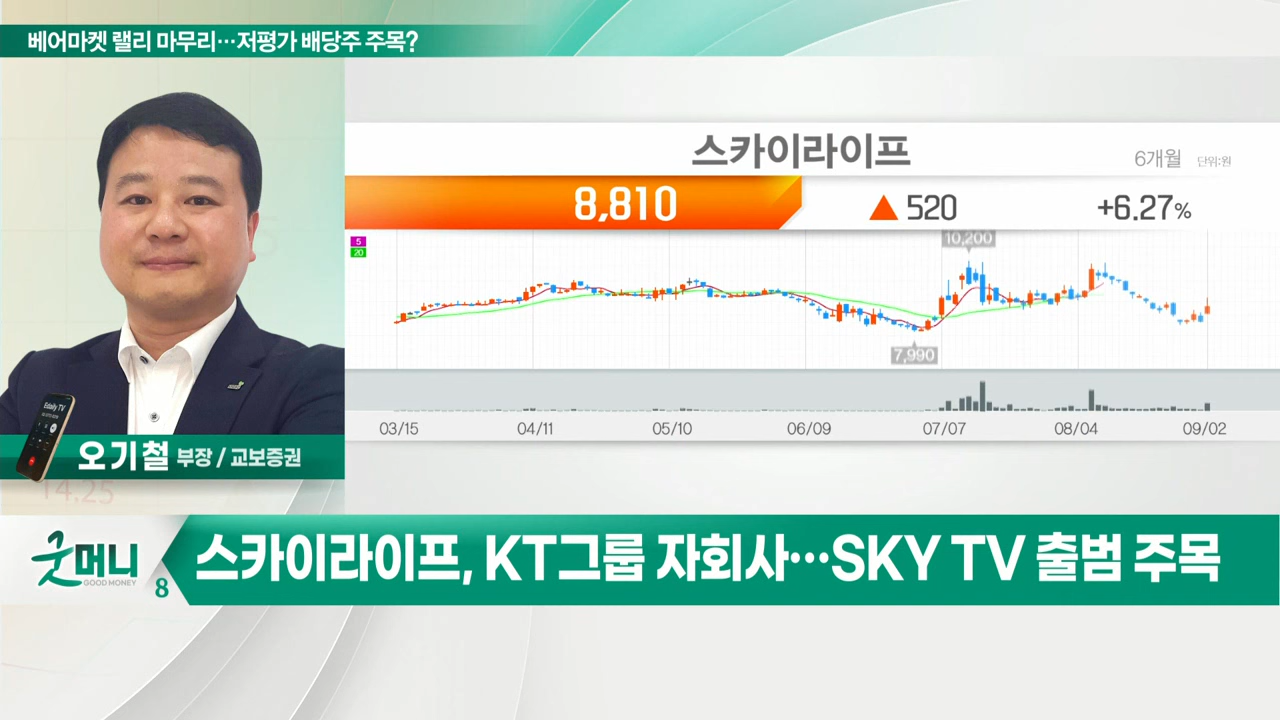 베어마켓 랠리 마무리…저평가 배당주 주목?
스카이라이프
6개월 단위:원
8,810 ▲ 520 +6.27%
5
20
10,200
7,990
03/15 04/11 05/10 06/09 07/07 08/04 09/02
Edaily TV
오기철 부장 / 교보증권
14.25
굿머니
GOOD MONEY
8
스카이라이프, KT그룹 자회사…SKY TV 출범 주목